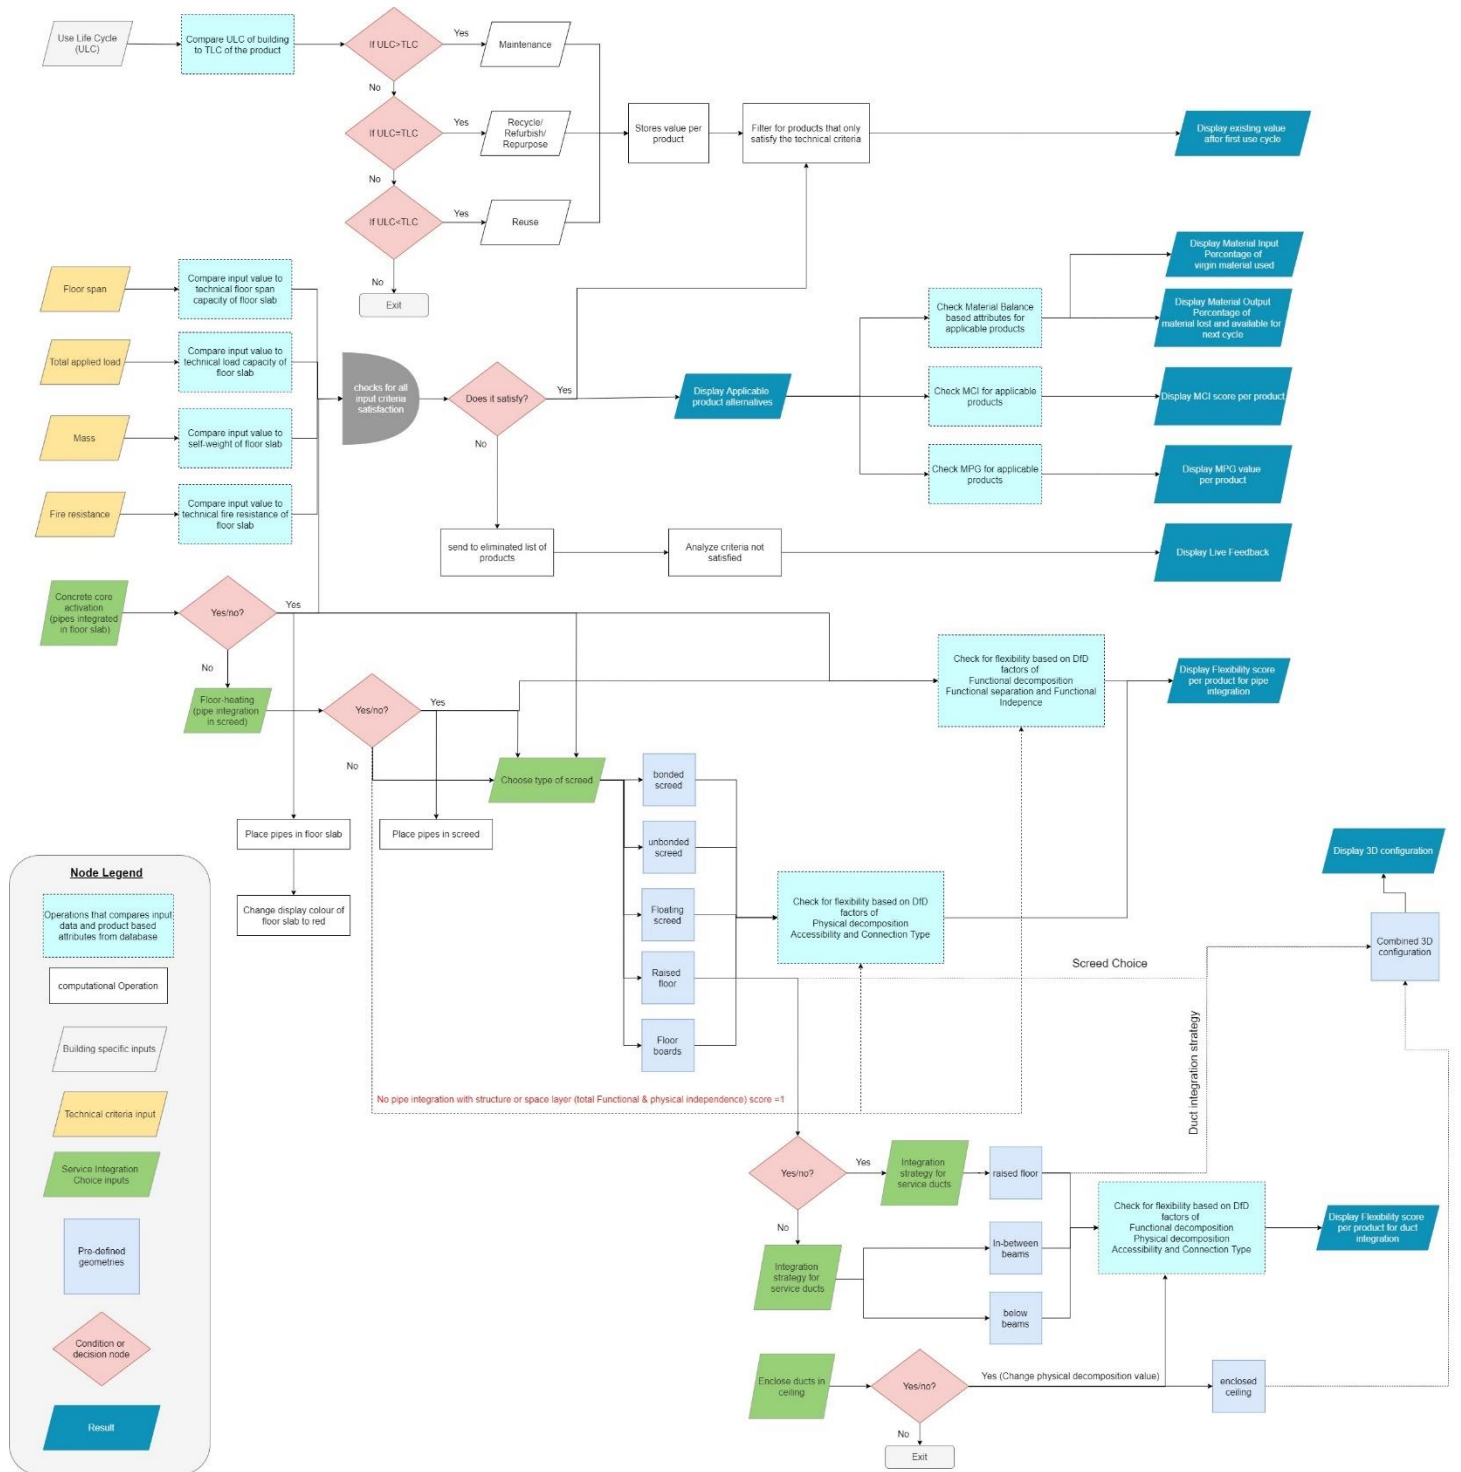 Use Life Cycle
(ULC)
Compare ULC of building
to TLC of the product
If ULC>TLC
Yes
Maintenance
No
If ULC=TLC
Yes
Recycle/
Refurbish/
Repurpose
Stores value per
product
Filter for products that only
satisfy the technical criteria
Display existing value
after first use cycle
No
If ULC<TLC
Yes
Reuse
No
Exit
Floor span
Compare input value to
technical floor span
capacity of floor slab
Total applied load
Compare input value to
technical load capacity of
floor slab
Mass
Compare input value to
self-weight of floor slab
Fire resistance
Compare input value to
technical fire resistance of
floor slab
checks for all
input criteria
satisfaction
Does it satisfy?
Yes
No
Display Applicable
product alternatives
Check Material Balance
based attributes for
applicable products
Display Material Input
Percentage of
virgin material used
Display Material Output
Percentage of
material lost and available for
next cycle
Check MCI for applicable
products
Display MCI score per product
Check MPG for applicable
products
Display MPG value
per product
send to eliminated list of
products
Analyze criteria not
satisfied
Display Live Feedback
Concrete core
activation
(pipes integrated
in floor slab)
Yes/no?
Yes
No
Floor-heating
(pipe integration
in screed)
Yes/no?
Yes
No
Check for flexibility based on DfD
factors of
Functional decomposition
Functional separation and Functional
Indepence
Display Flexibility score
per product for pipe
integration
Choose type of screed
bonded
screed
unbonded
screed
Floating
screed
Raised
floor
Floor
boards
Place pipes in floor slab
Place pipes in screed
Change display colour of
floor slab to red
Check for flexibility based on DfD
factors of
Physical decomposition
Accessibility and Connection Type
Display 3D configuration
Combined 3D
configuration
Screed Choice
Duct integration strategy
No pipe integration with structure or space layer (total Functional & physical independence) score =1
Yes/no?
Yes
Integration
strategy for
service ducts
raised floor
No
Integration
strategy for
service ducts
In-between
beams
below
beams
Check for flexibility based on DfD
factors of
Functional decomposition
Physical decomposition
Accessibility and Connection Type
Display Flexibility score
per product for duct
integration
Enclose ducts in
ceiling
Yes/no?
Yes (Change physical decomposition value)
enclosed
ceiling
No
Exit
Node Legend
Operations that compares input
data and product based
attributes from database
computational Operation
Building specific inputs
Technical criteria input
Service Integration
Choice inputs
Pre-defined
geometries
Condition or
decision node
Result